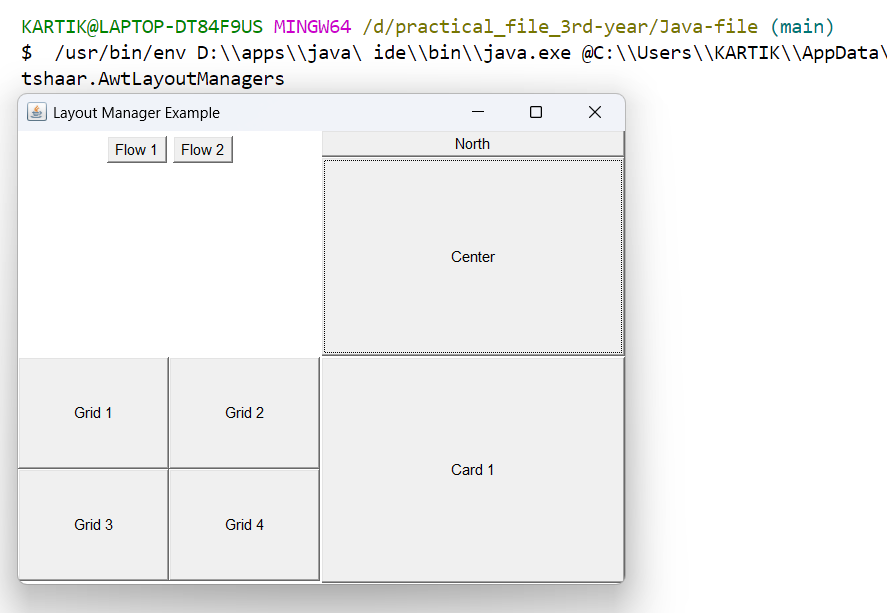 KARTIK@LAPTOP-DT84F9US MINGW64 /d/practical_file_3rd-year/Java-file (main)
$  /usr/bin/env D:\\apps\\java\ ide\\bin\\java.exe @C:\\Users\\KARTIK\\AppData\
tshaar.AwtLayoutManagers
Layout Manager Example
Flow 1 Flow 2 North
Center
Grid 1 Grid 2
Card 1
Grid 3 Grid 4